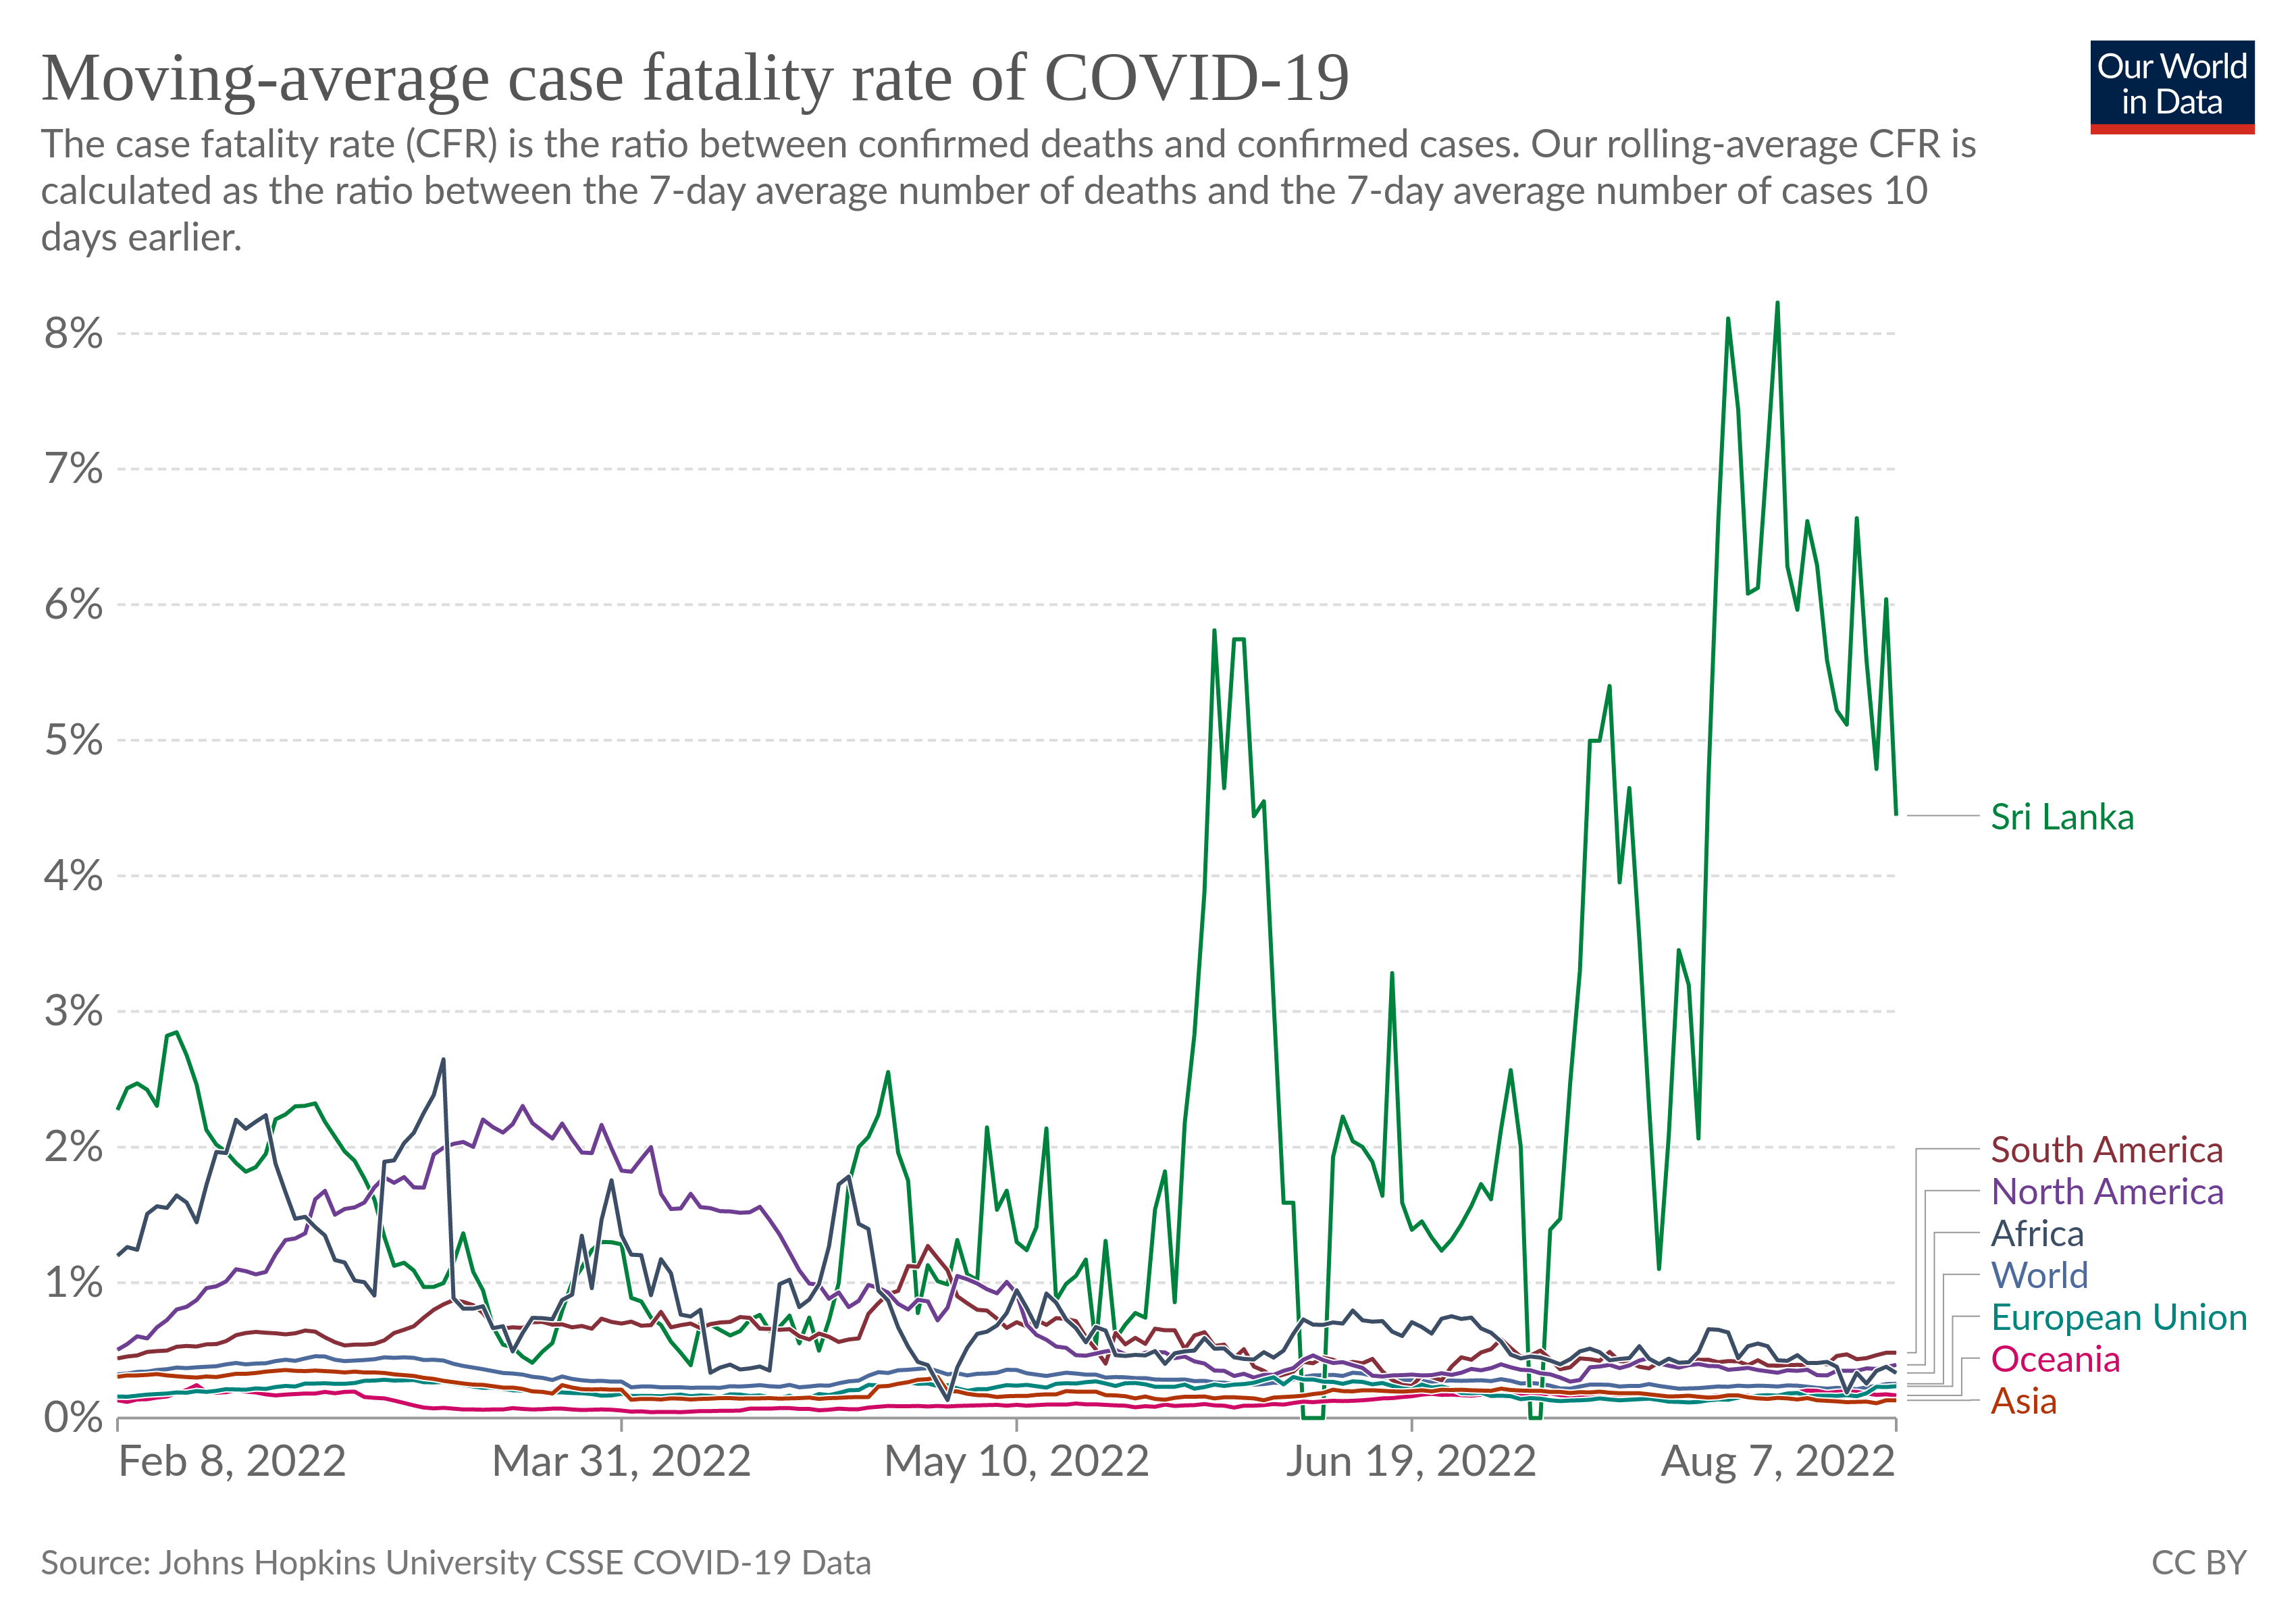 Moving-average case fatality rate of COVID-19
Our World
in Data
The case fatality rate (CFR) is the ratio between confirmed deaths and confirmed cases. Our rolling-average CFR is
calculated as the ratio between the 7-day average number of deaths and the 7-day average number of cases 10
days earlier.
8%
7%
6%
5%
4%
3%
2%
1%
0%
Sri Lanka
South America
North America
Africa
World
European Union
Oceania
Asia
Feb 8, 2022
Mar 31, 2022
May 10, 2022
Jun 19, 2022
Aug 7, 2022
Source: Johns Hopkins University CSSE COVID-19 Data
CC BY